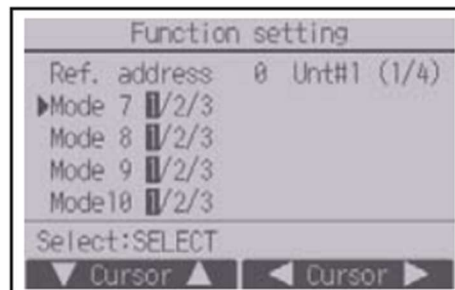 Function setting
Ref. address 0 Unt#1 (1/4)
▶Mode 7 1/2/3
Mode 8 1/2/3
Mode 9 1/2/3
Mode10 1/2/3
Select:SELECT
▼ Cursor ▲ ◀ Cursor ▶